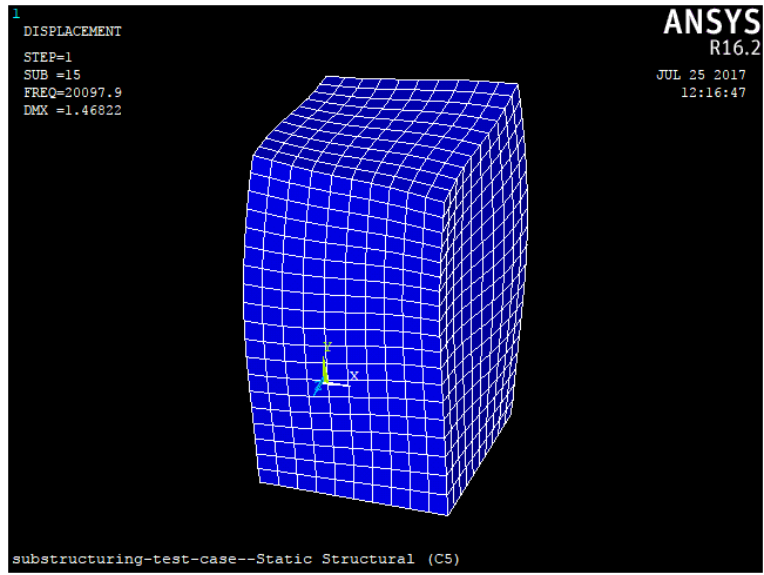 1
DISPLACEMENT
STEP=1
SUB =15
FREQ=20097.9
DMX =1.46822
ANSYS
R16.2
JUL 25 2017
12:16:47
Y
X
Z
substructuring-test-case--Static Structural (C5)